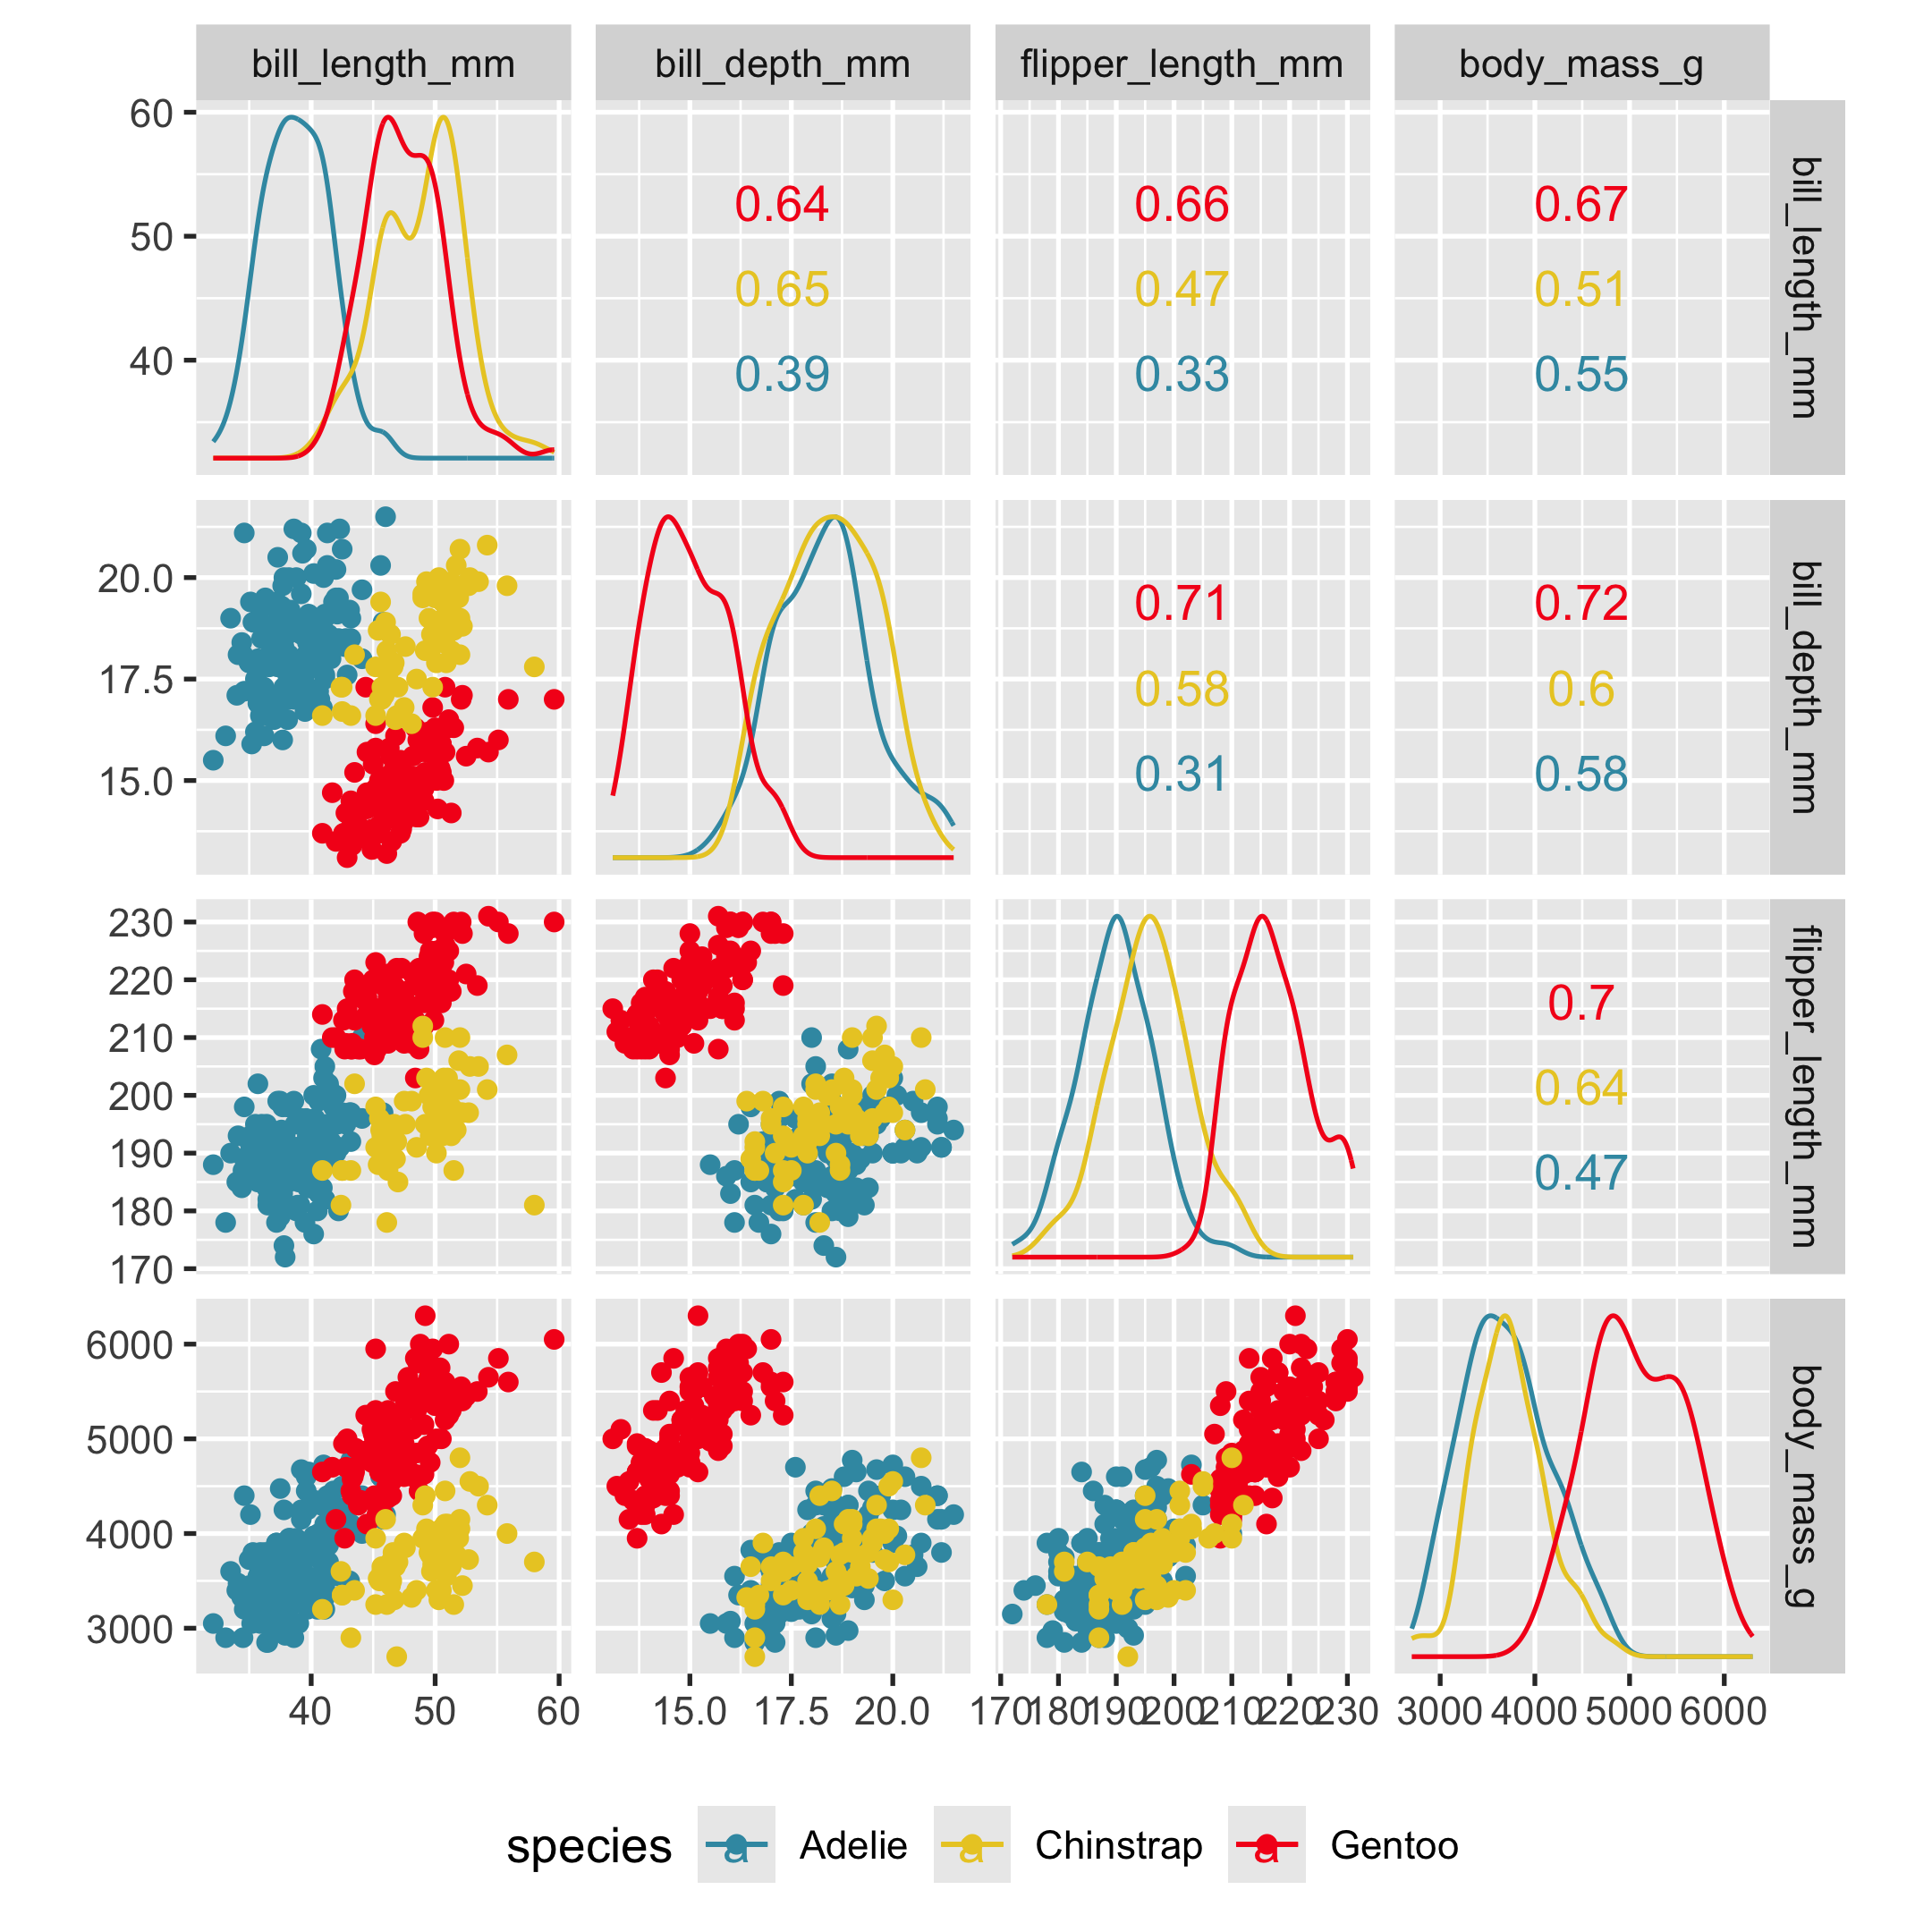 bill_length_mm bill_depth_mm flipper_length_mm body_mass_g
60
50
40
0.64 0.66 0.67
0.65 0.47 0.51
0.39 0.33 0.55
bill_length_mm
20.0
17.5
15.0
0.71 0.72
0.58 0.6
0.31 0.58
bill_depth_mm
230
220
210
200
190
180
170
0.7
0.64
0.47
flipper_length_mm
6000
5000
4000
3000
body_mass_g
40 50 60 15.0 17.5 20.0 170 180 190 200 210 220 230 3000 4000 5000 6000
species a Adelie a Chinstrap a Gentoo